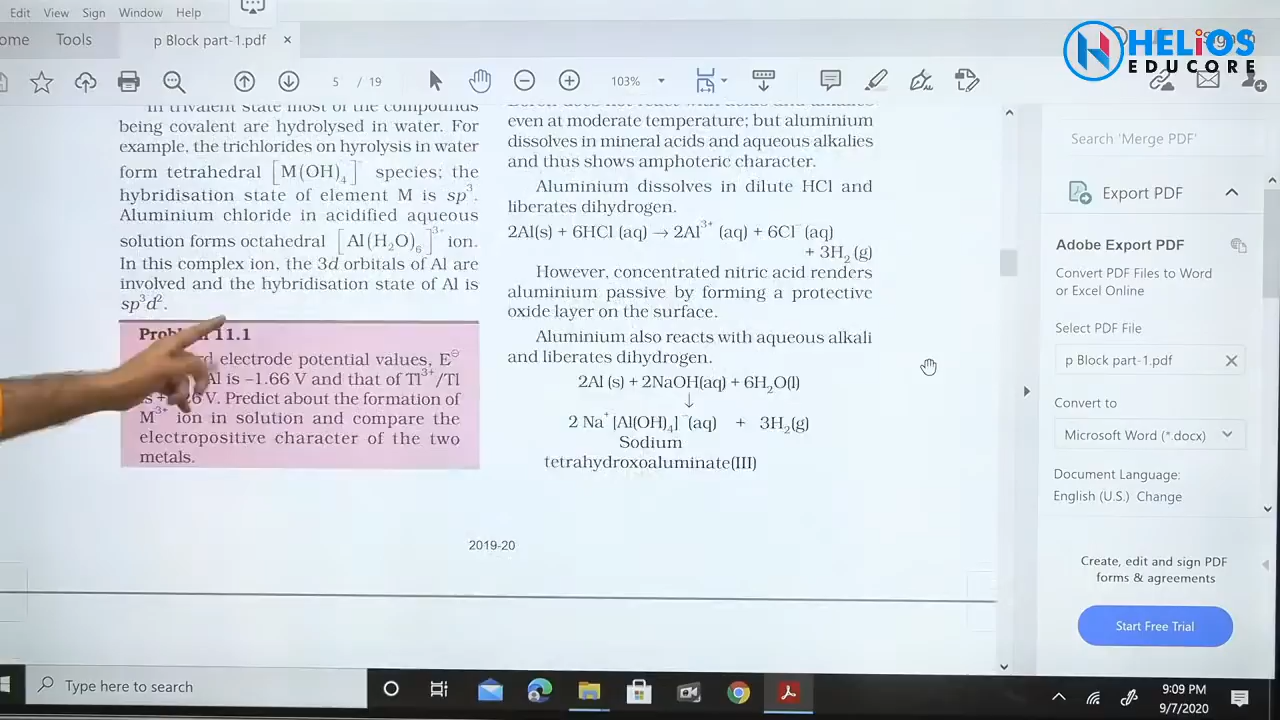 Edit View Sign Window Help
HELiOS
EDUCORE
ome Tools p Block part-1.pdf ×
5 / 19 103%
In trivalent state most of the compounds
being covalent are hydrolysed in water. For
example, the trichlorides on hyrolysis in water
form tetrahedral [M(OH)₄]⁻ species; the
hybridisation state of element M is sp³.
Aluminium chloride in acidified aqueous
solution forms octahedral [Al(H₂O)₆]³⁺ ion.
In this complex ion, the 3d orbitals of Al are
involved and the hybridisation state of Al is
sp³d².
11.1
electrode potential values, E⊖
Al is –1.66 V and that of Tl³⁺/Tl
V. Predict about the formation of
M³⁺ ion in solution and compare the
electropositive character of the two
metals.
Boron does not react with acids and alkalies
even at moderate temperature; but aluminium
dissolves in mineral acids and aqueous alkalies
and thus shows amphoteric character.
Aluminium dissolves in dilute HCl and
liberates dihydrogen.
2Al(s) + 6HCl (aq) → 2Al³⁺ (aq) + 6Cl⁻ (aq)
+ 3H₂ (g)
However, concentrated nitric acid renders
aluminium passive by forming a protective
oxide layer on the surface.
Aluminium also reacts with aqueous alkali
and liberates dihydrogen.
2Al (s) + 2NaOH(aq) + 6H₂O(l)
↓
2 Na⁺ [Al(OH)₄]⁻ (aq) + 3H₂(g)
Sodium
tetrahydroxoaluminate(III)
2019-20
Search 'Merge PDF'
Export PDF
Adobe Export PDF
Convert PDF Files to Word
or Excel Online
Select PDF File
p Block part-1.pdf
Convert to
Microsoft Word (*.docx)
Document Language:
English (U.S.) Change
Create, edit and sign PDF
forms & agreements
Start Free Trial
Type here to search
9:09 PM
9/7/2020